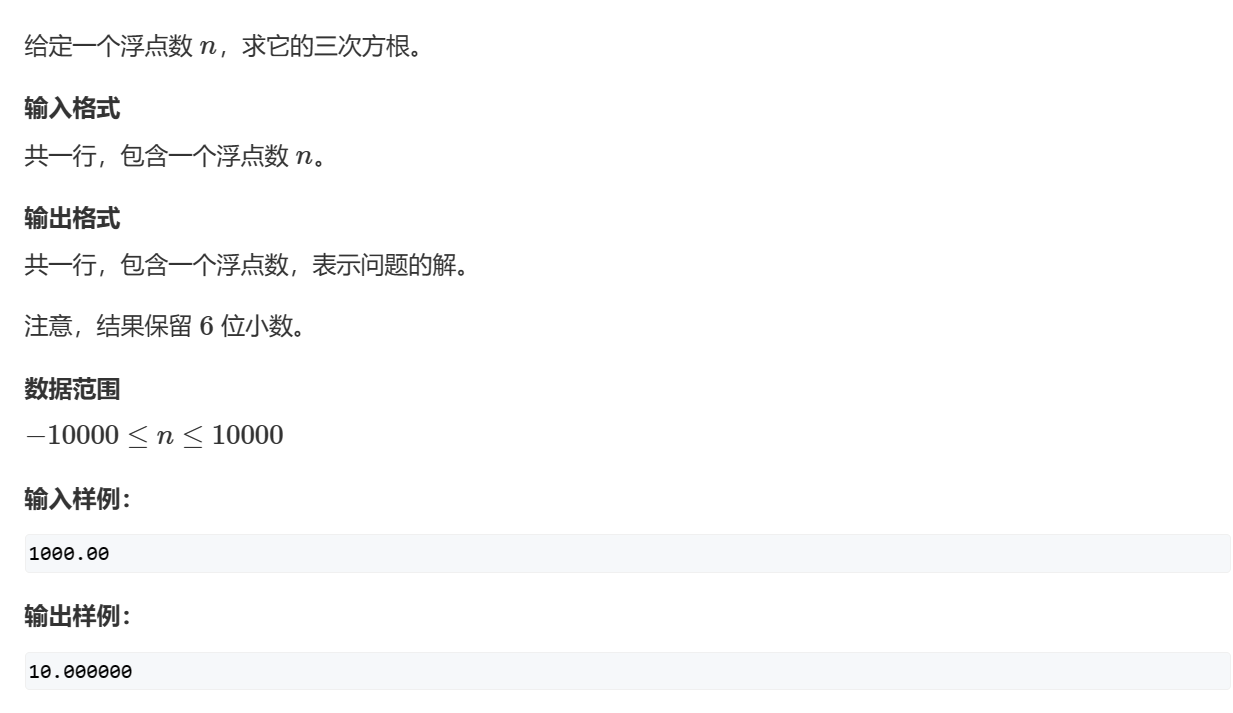 给定一个浮点数 n，求它的三次方根。
输入格式
共一行，包含一个浮点数 n。
输出格式
共一行，包含一个浮点数，表示问题的解。
注意，结果保留 6 位小数。
数据范围
−10000 ≤ n ≤ 10000
输入样例：
1000.00
输出样例：
10.000000